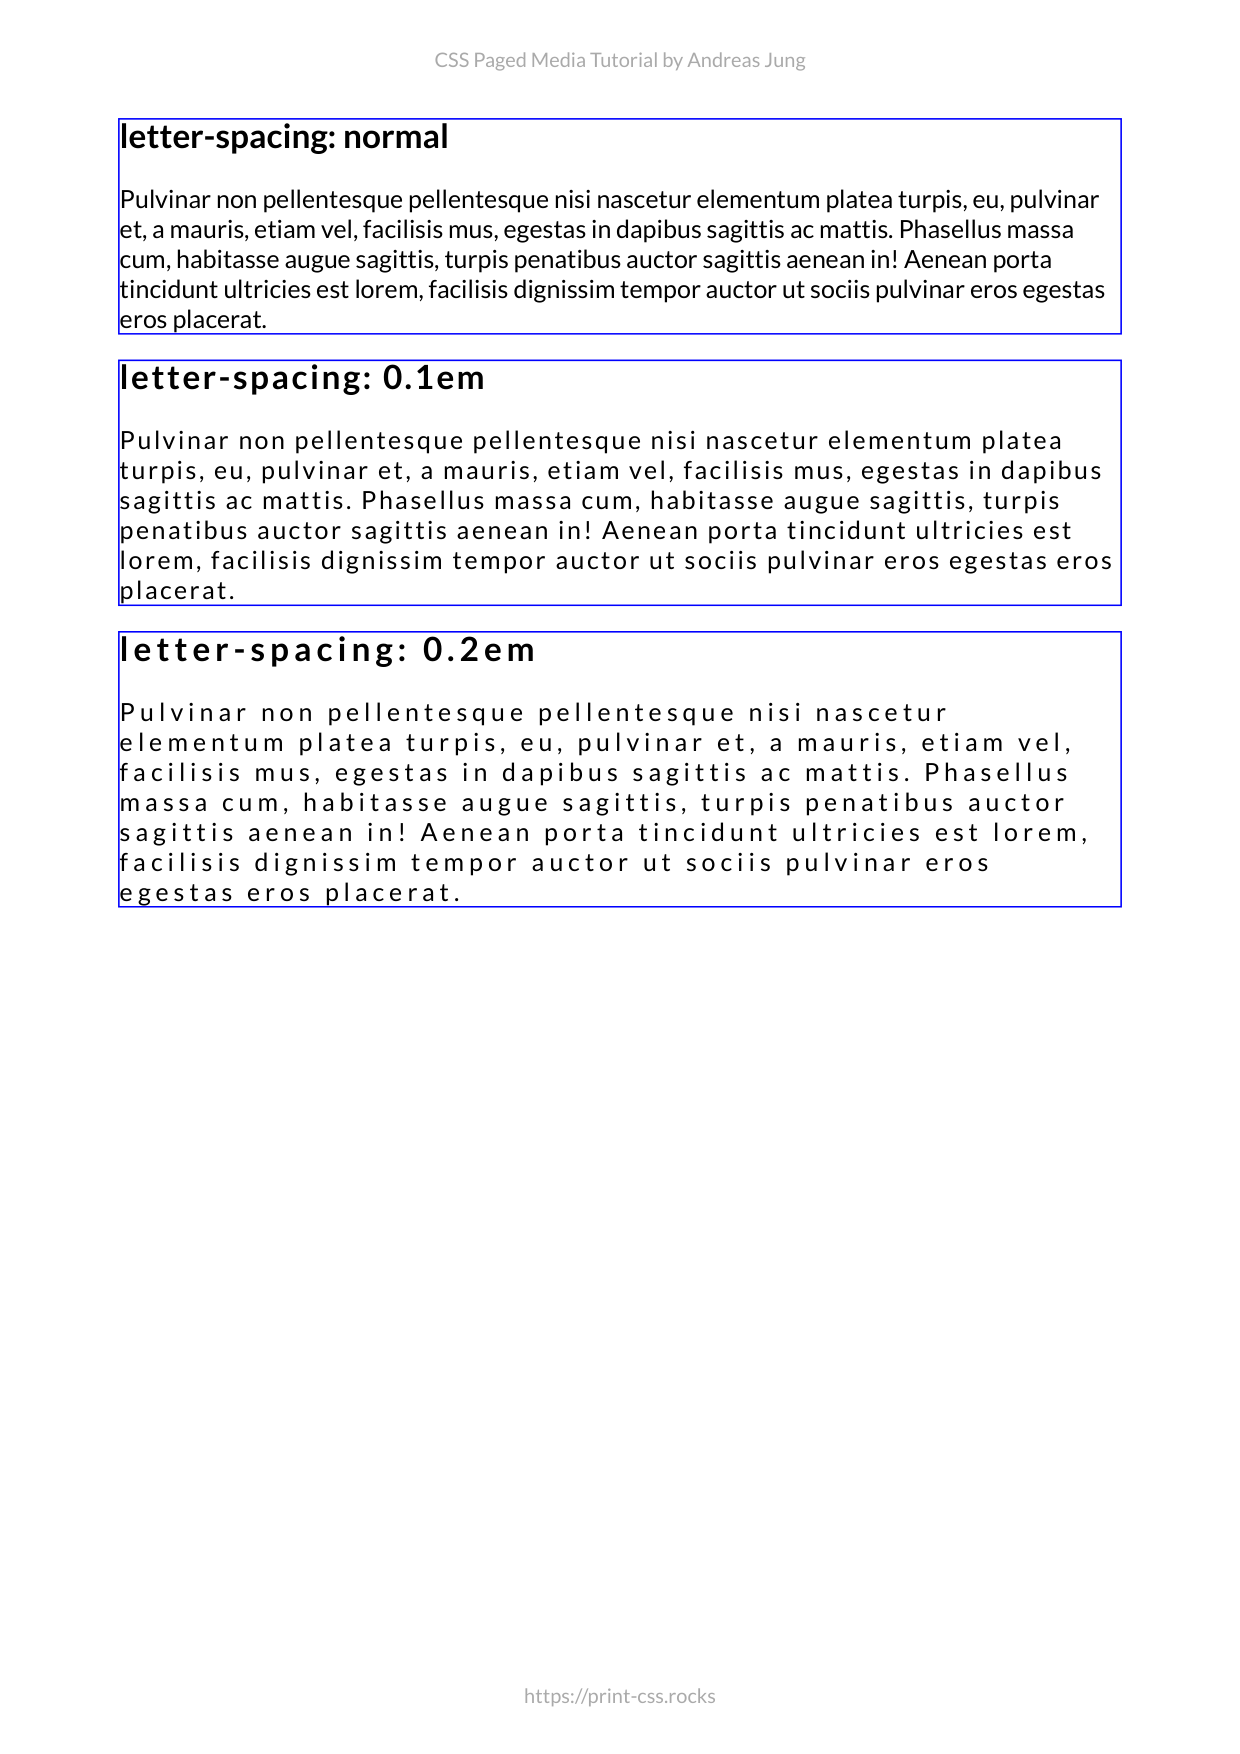 CSS Paged Media Tutorial by Andreas Jung
letter-spacing: normal
Pulvinar non pellentesque pellentesque nisi nascetur elementum platea turpis, eu, pulvinar
et, a mauris, etiam vel, facilisis mus, egestas in dapibus sagittis ac mattis. Phasellus massa
cum, habitasse augue sagittis, turpis penatibus auctor sagittis aenean in! Aenean porta
tincidunt ultricies est lorem, facilisis dignissim tempor auctor ut sociis pulvinar eros egestas
eros placerat.
letter-spacing: 0.1em
Pulvinar non pellentesque pellentesque nisi nascetur elementum platea
turpis, eu, pulvinar et, a mauris, etiam vel, facilisis mus, egestas in dapibus
sagittis ac mattis. Phasellus massa cum, habitasse augue sagittis, turpis
penatibus auctor sagittis aenean in! Aenean porta tincidunt ultricies est
lorem, facilisis dignissim tempor auctor ut sociis pulvinar eros egestas eros
placerat.
letter-spacing: 0.2em
Pulvinar non pellentesque pellentesque nisi nascetur
elementum platea turpis, eu, pulvinar et, a mauris, etiam vel,
facilisis mus, egestas in dapibus sagittis ac mattis. Phasellus
massa cum, habitasse augue sagittis, turpis penatibus auctor
sagittis aenean in! Aenean porta tincidunt ultricies est lorem,
facilisis dignissim tempor auctor ut sociis pulvinar eros
egestas eros placerat.
https://print-css.rocks